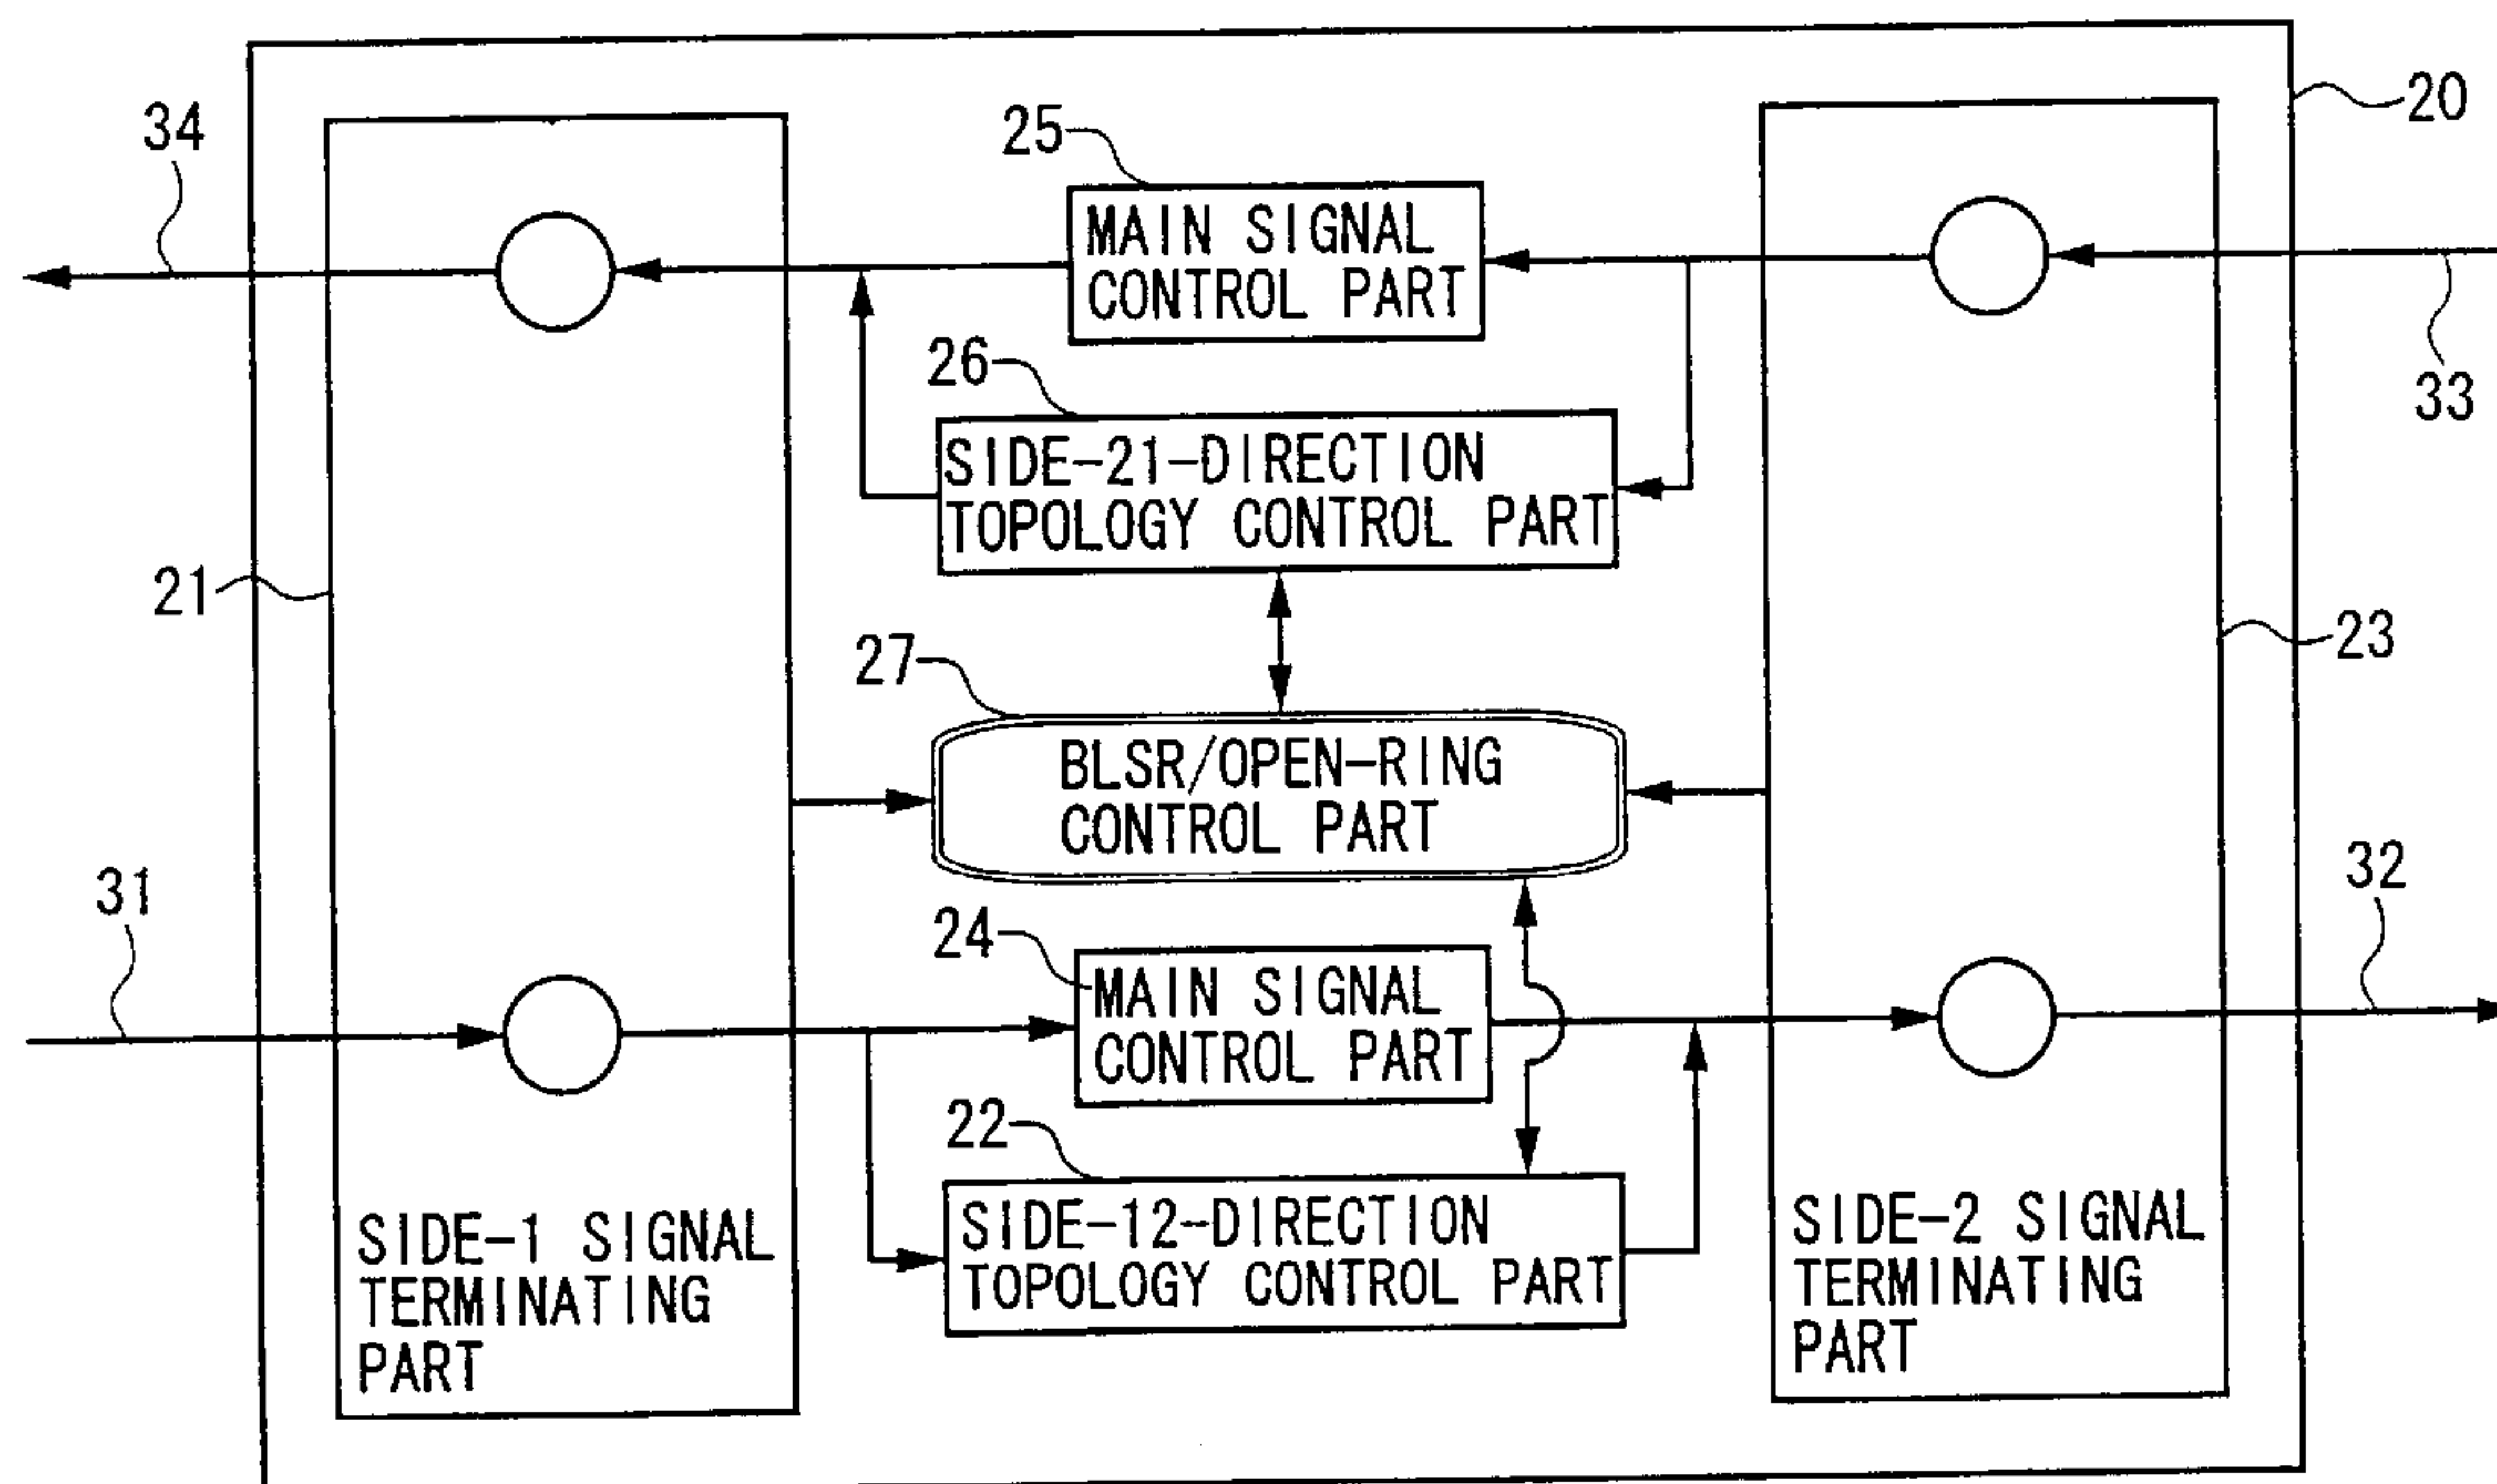 34
25
20
MAIN SIGNAL
CONTROL PART
26
33
SIDE-21-DIRECTION
TOPOLOGY CONTROL PART
21
27
23
BLSR/OPEN-RING
CONTROL PART
31
24
32
MAIN SIGNAL
CONTROL PART
22
SIDE-12-DIRECTION
TOPOLOGY CONTROL PART
SIDE-1 SIGNAL
TERMINATING
PART
SIDE-2 SIGNAL
TERMINATING
PART